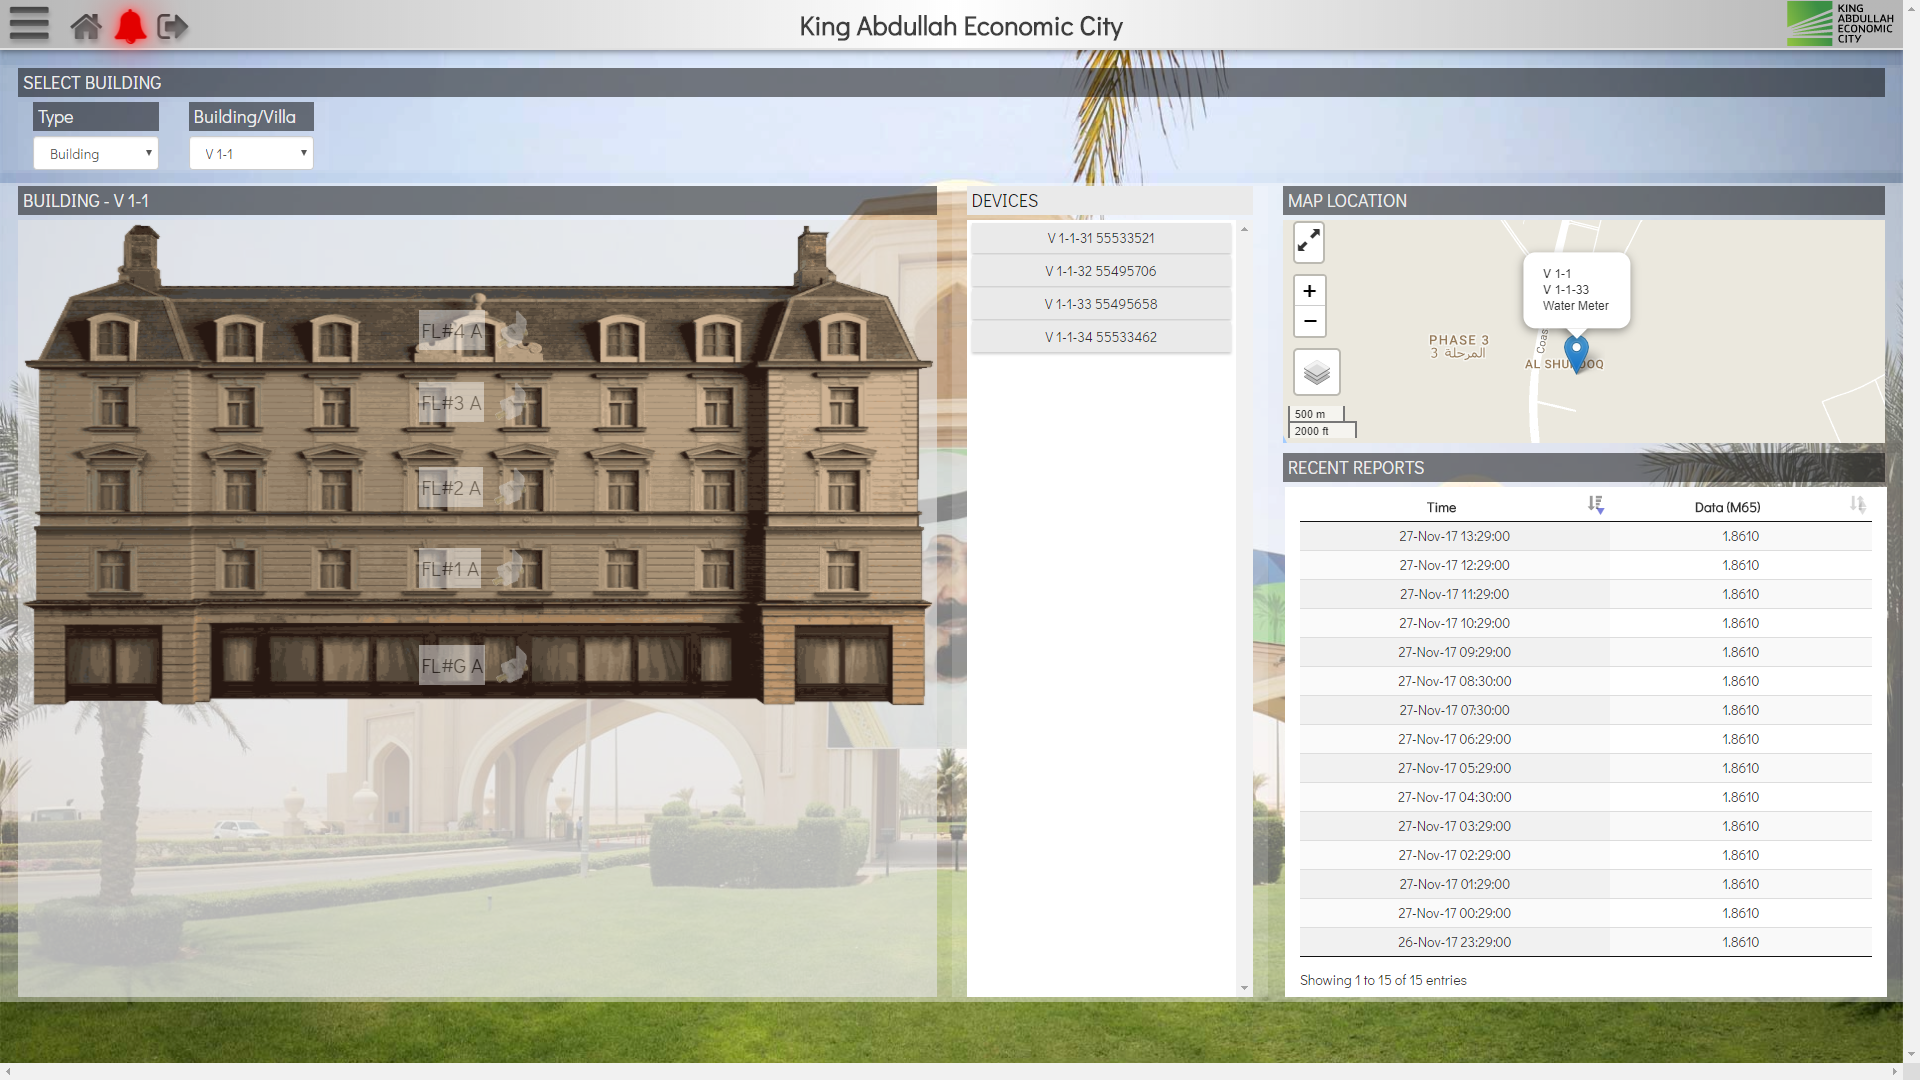 King Abdullah Economic City
KING
ABDULLAH
ECONOMIC
CITY
SELECT BUILDING
Type
Building/Villa
Building
V 1-1
BUILDING - V 1-1
FL#4 A
FL#3 A
FL#2 A
FL#1 A
FL#G A
DEVICES
V 1-1-31 55533521
V 1-1-32 55495706
V 1-1-33 55495658
V 1-1-34 55533462
MAP LOCATION
+
−
V 1-1
V 1-1-33
Water Meter
PHASE 3
المرحلة 3
Coas
500 m
2000 ft
RECENT REPORTS
Time Data (M65)
27-Nov-17 13:29:00 1.8610
27-Nov-17 12:29:00 1.8610
27-Nov-17 11:29:00 1.8610
27-Nov-17 10:29:00 1.8610
27-Nov-17 09:29:00 1.8610
27-Nov-17 08:30:00 1.8610
27-Nov-17 07:30:00 1.8610
27-Nov-17 06:29:00 1.8610
27-Nov-17 05:29:00 1.8610
27-Nov-17 04:30:00 1.8610
27-Nov-17 03:29:00 1.8610
27-Nov-17 02:29:00 1.8610
27-Nov-17 01:29:00 1.8610
27-Nov-17 00:29:00 1.8610
26-Nov-17 23:29:00 1.8610
Showing 1 to 15 of 15 entries